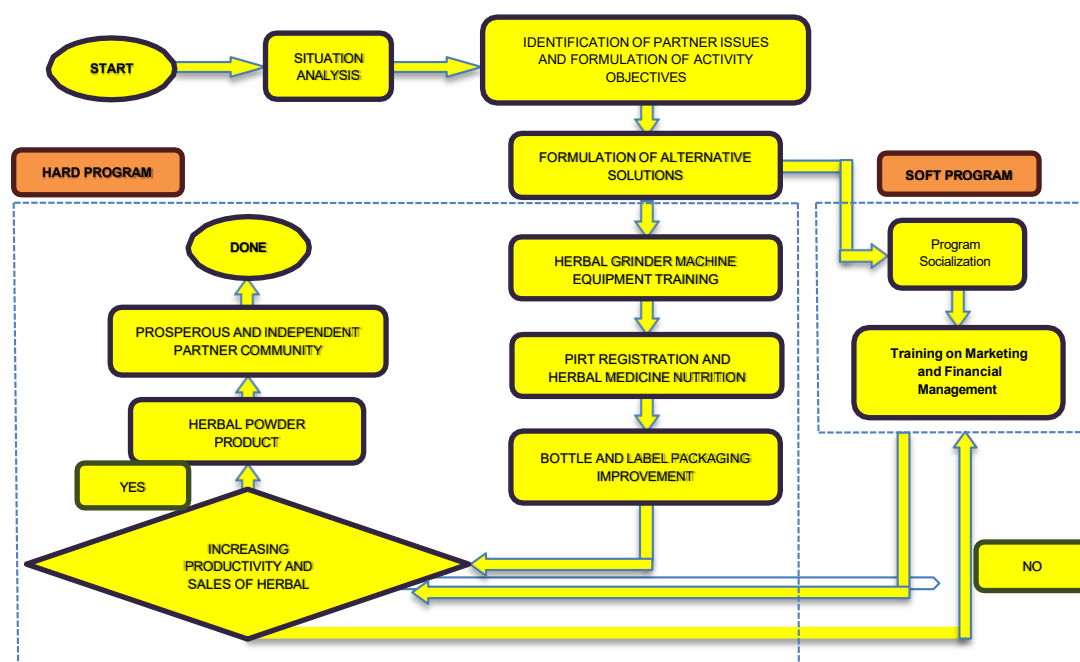 START
SITUATION
ANALYSIS
IDENTIFICATION OF PARTNER ISSUES
AND FORMULATION OF ACTIVITY
OBJECTIVES
FORMULATION OF ALTERNATIVE
SOLUTIONS
HARD PROGRAM
SOFT PROGRAM
DONE
HERBAL GRINDER MACHINE
EQUIPMENT TRAINING
Program
Socialization
PROSPEROUS AND INDEPENDENT
PARTNER COMMUNITY
PIRT REGISTRATION AND
HERBAL MEDICINE NUTRITION
Training on Marketing
and Financial
Management
HERBAL POWDER
PRODUCT
BOTTLE AND LABEL PACKAGING
IMPROVEMENT
YES
INCREASING
PRODUCTIVITY AND
SALES OF HERBAL
NO